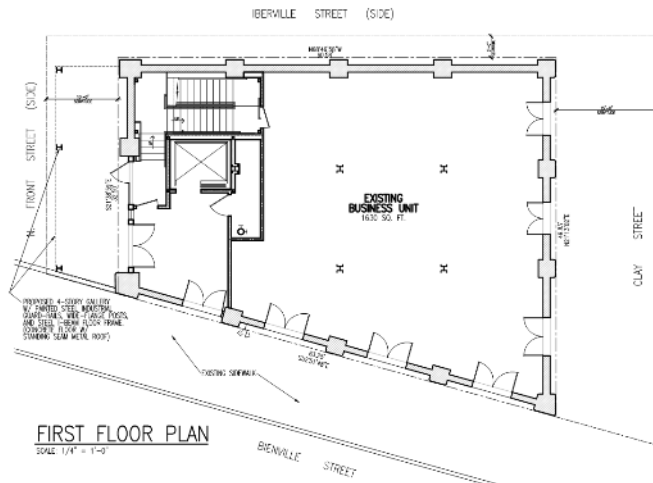 IBERVILLE STREET (SIDE)
N. FRONT STREET (SIDE)
EXISTING
BUSINESS UNIT
1630 SQ. FT.
CLAY STREET
PROPOSED 4-STORY GALLERY
W/ PAINTED STEEL INDUSTRIAL
GUARD-RAILS, WIDE-FLANGE POSTS,
AND STEEL I-BEAM FLOOR FRAME.
(CONCRETE FLOOR W/
STANDING SEAM METAL ROOF)
EXISTING SIDEWALK
FIRST FLOOR PLAN
SCALE: 1/4" = 1'-0"
BIENVILLE STREET